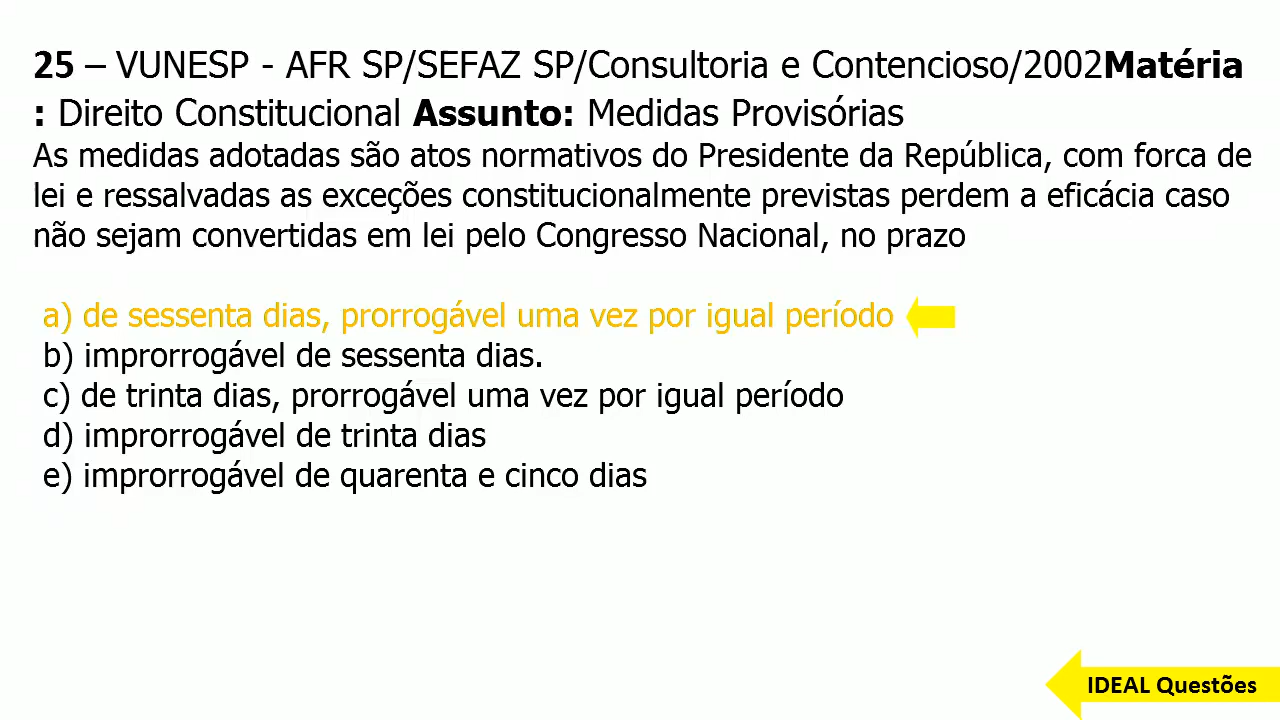 25 – VUNESP - AFR SP/SEFAZ SP/Consultoria e Contencioso/2002Matéria
: Direito Constitucional Assunto: Medidas Provisórias
As medidas adotadas são atos normativos do Presidente da República, com forca de
lei e ressalvadas as exceções constitucionalmente previstas perdem a eficácia caso
não sejam convertidas em lei pelo Congresso Nacional, no prazo
a) de sessenta dias, prorrogável uma vez por igual período
b) improrrogável de sessenta dias.
c) de trinta dias, prorrogável uma vez por igual período
d) improrrogável de trinta dias
e) improrrogável de quarenta e cinco dias
IDEAL Questões